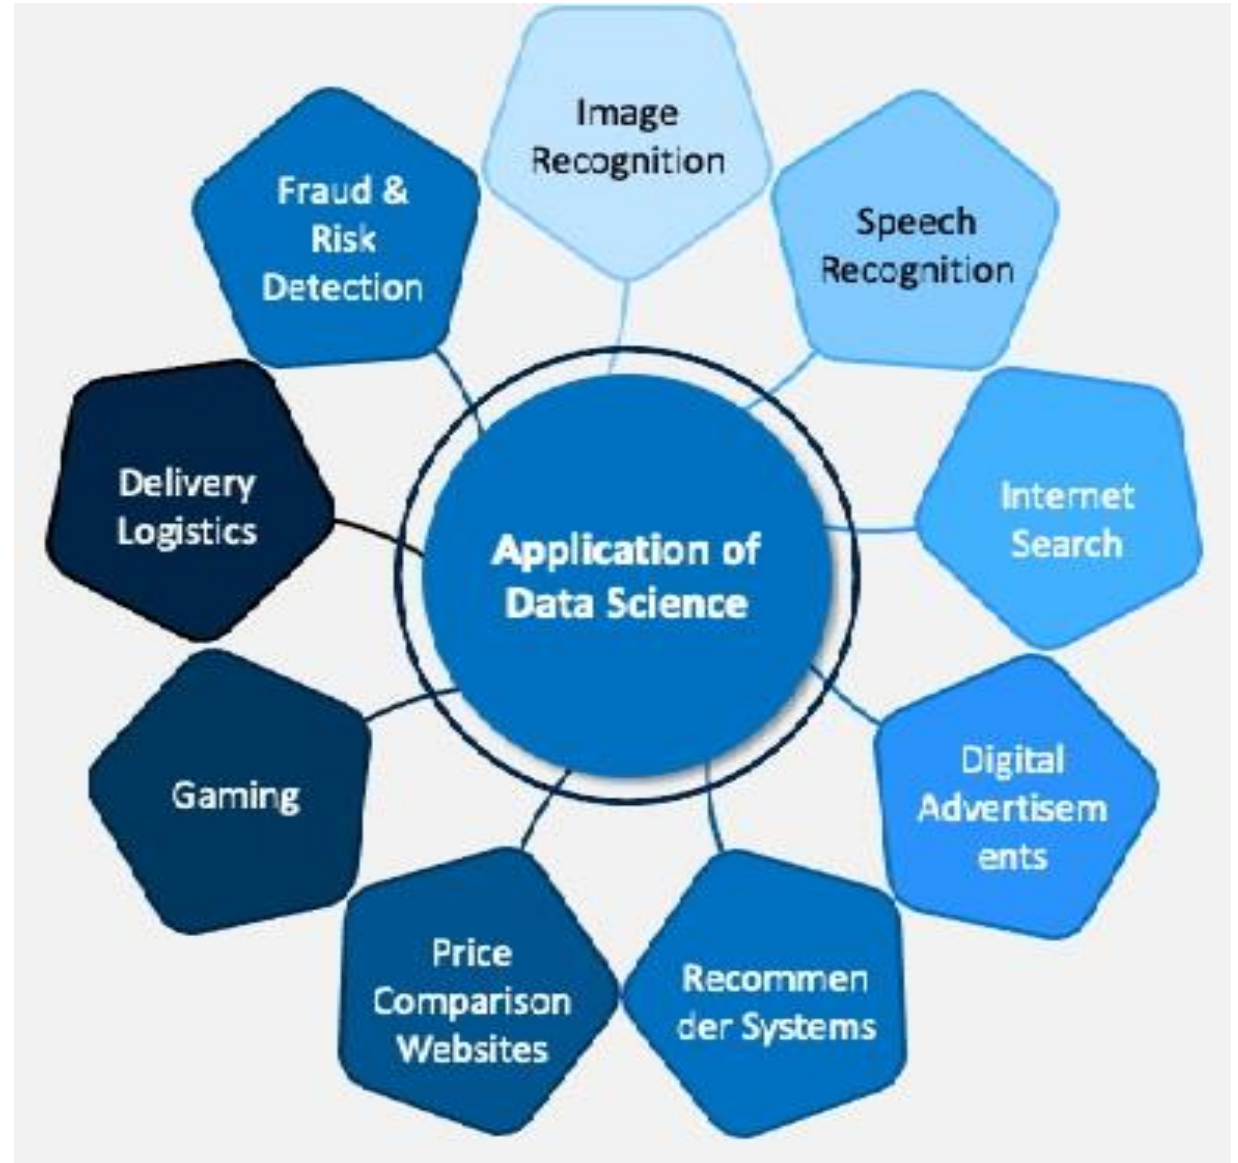 Image
Recognition
Speech
Recognition
Internet
Search
Digital
Advertisem
ents
Recommen
der Systems
Price
Comparison
Websites
Gaming
Delivery
Logistics
Fraud &
Risk
Detection
Application of
Data Science